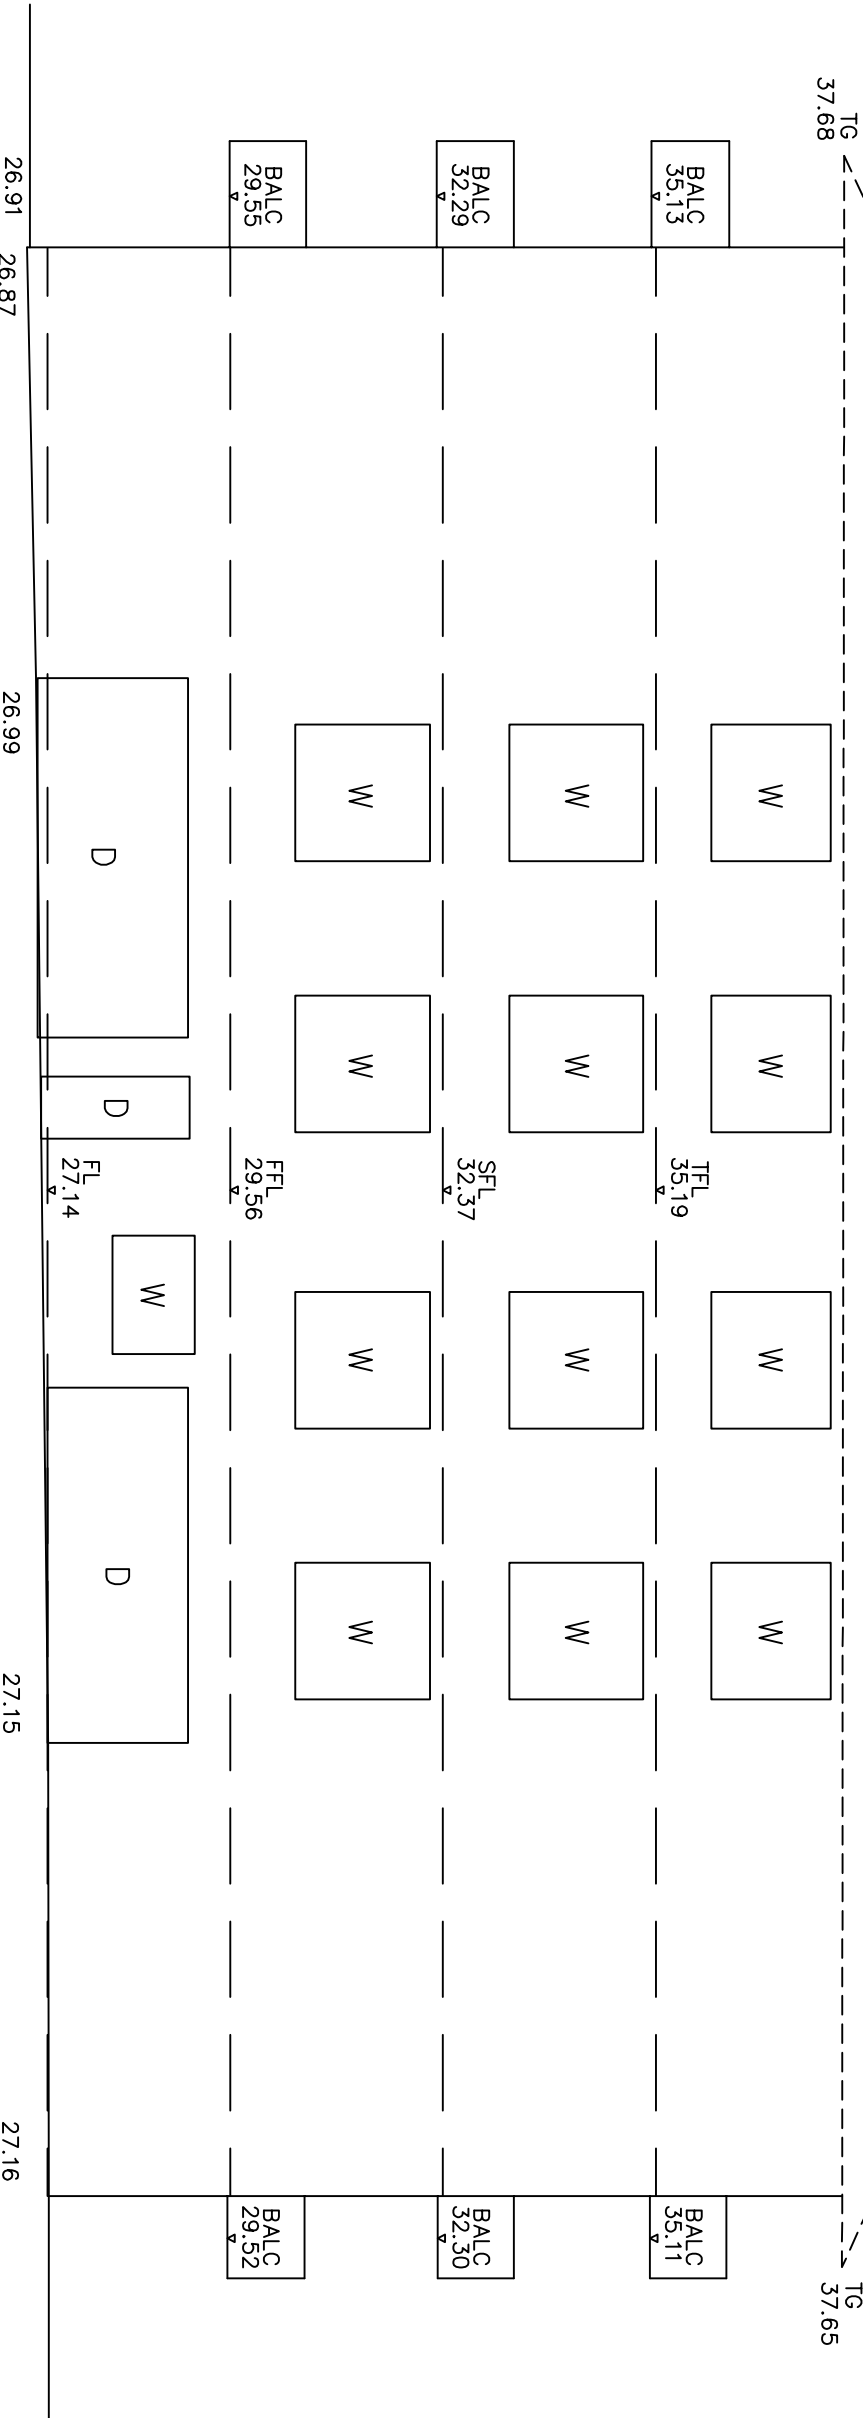 TG
37.68
TG
37.65
W
W
W
W
BALC
35.13
TFL
35.19
BALC
35.11
W
W
W
W
BALC
32.29
SFL
32.37
BALC
32.30
W
W
W
W
BALC
29.55
FFL
29.56
BALC
29.52
D
D
W
D
FL
27.14
26.91
26.87
26.99
27.15
27.16